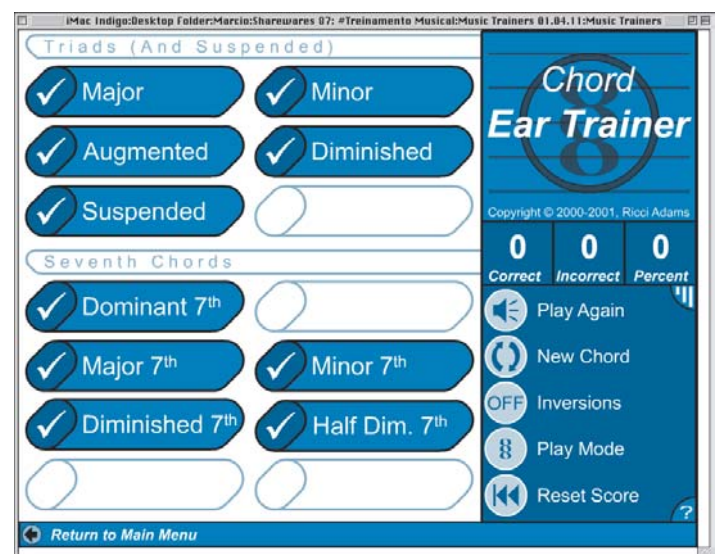 iMac Indigo:Desktop Folder:Marcio:Sharewares 07: #Treinamento Musical:Music Trainers 01.04.11:Music Trainers
Triads (And Suspended)
Major
Minor
Augmented
Diminished
Suspended
Seventh Chords
Dominant 7th
Major 7th
Minor 7th
Diminished 7th
Half Dim. 7th
Return to Main Menu
Chord
Ear Trainer
Copyright © 2000-2001, Ricci Adams
0 0 0
Correct Incorrect Percent
Play Again
New Chord
OFF Inversions
8 Play Mode
Reset Score
?